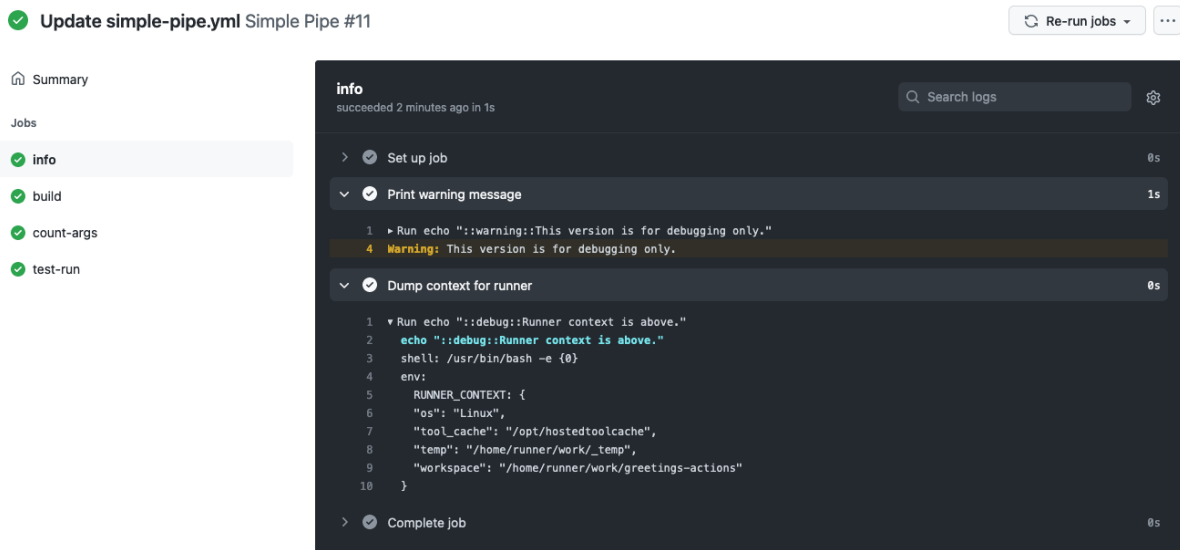 Update simple-pipe.yml Simple Pipe #11
Re-run jobs
Summary
Jobs
info
build
count-args
test-run
info
succeeded 2 minutes ago in 1s
Search logs
Set up job 0s
Print warning message 1s
1 Run echo "::warning::This version is for debugging only."
4 Warning: This version is for debugging only.
Dump context for runner 0s
1 Run echo "::debug::Runner context is above."
2 echo "::debug::Runner context is above."
3 shell: /usr/bin/bash -e {0}
4 env:
5 RUNNER_CONTEXT: {
6 "os": "Linux",
7 "tool_cache": "/opt/hostedtoolcache",
8 "temp": "/home/runner/work/_temp",
9 "workspace": "/home/runner/work/greetings-actions"
10 }
Complete job 0s